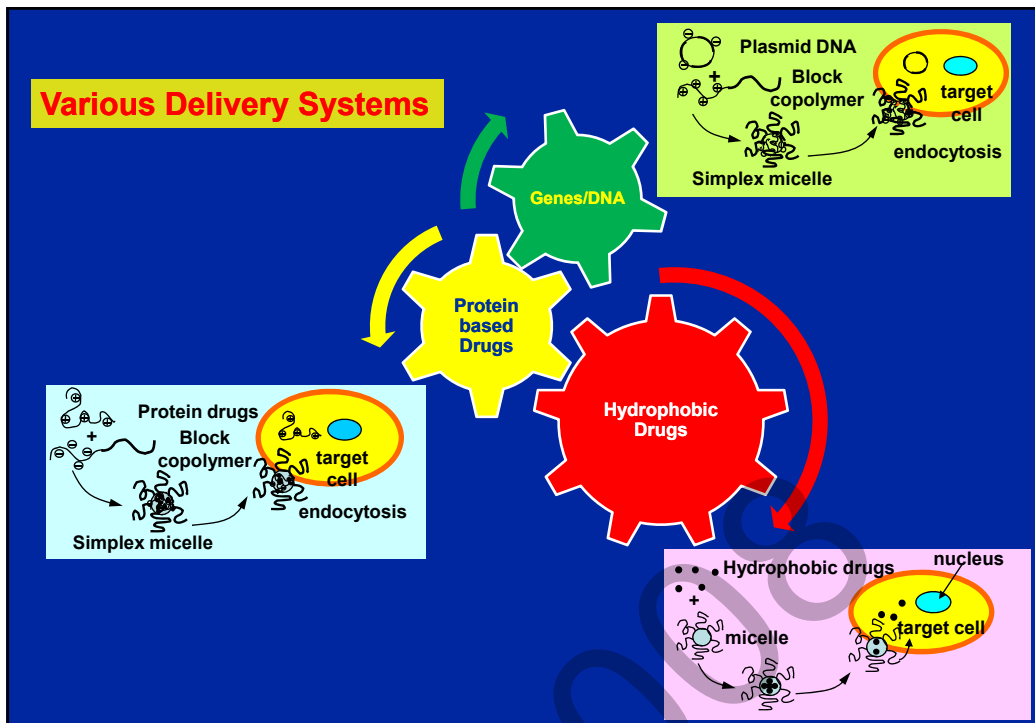 Various Delivery Systems
Plasmid DNA
+
Block
copolymer
target
cell
endocytosis
Simplex micelle
Genes/DNA
Protein
based
Drugs
Hydrophobic
Drugs
Protein drugs
+
Block
copolymer
target
cell
endocytosis
Simplex micelle
Hydrophobic drugs
+
micelle
nucleus
target cell